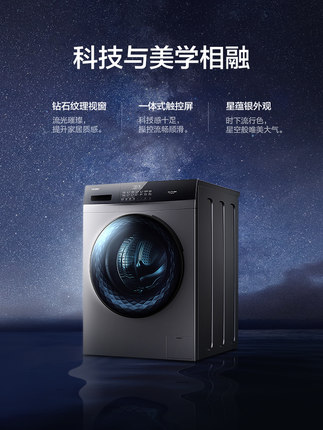 科技与美学相融
钻石纹理视窗
流光璀璨,
提升家居质感。
一体式触控屏
科技感十足,
操控流畅顺滑。
星蕴银外观
时下流行色,
星空般唯美大气。